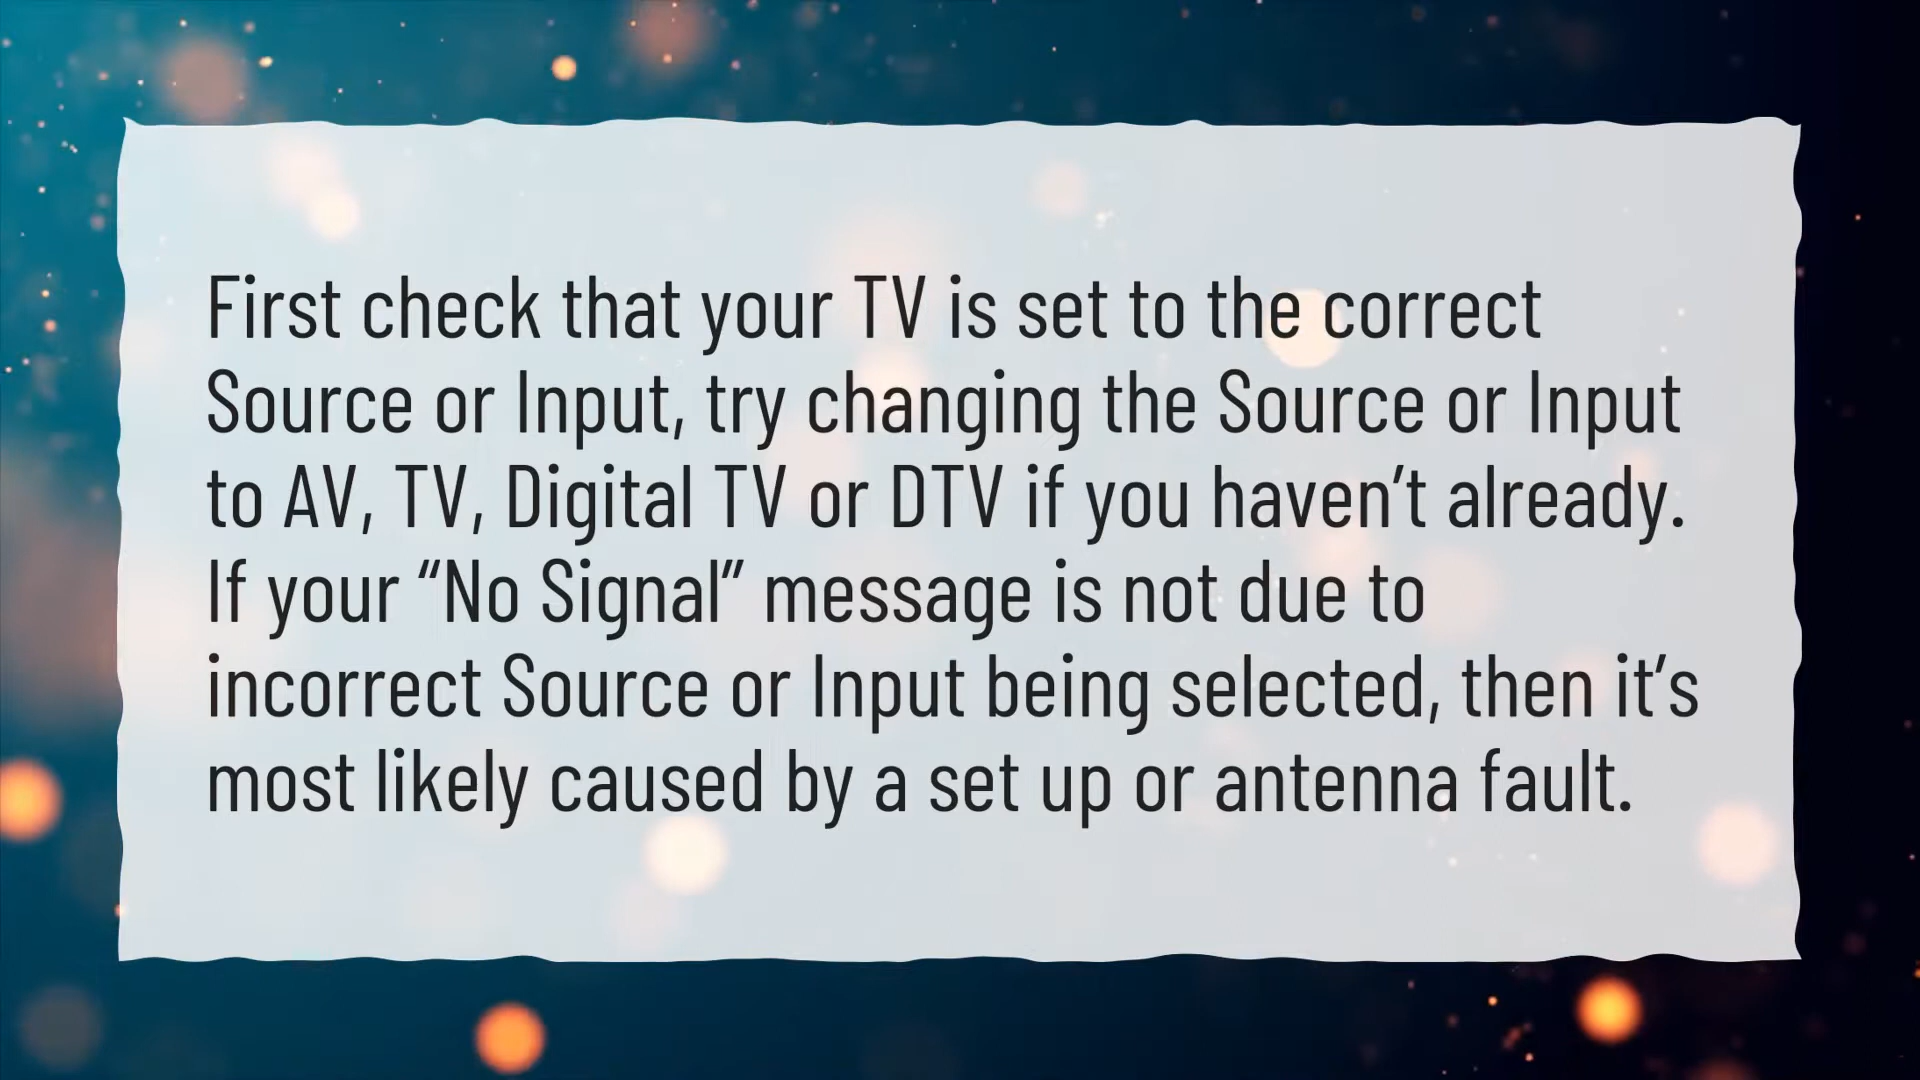 First check that your TV is set to the correct
Source or Input, try changing the Source or Input
to AV, TV, Digital TV or DTV if you haven’t already.
If your “No Signal” message is not due to
incorrect Source or Input being selected, then it’s
most likely caused by a set up or antenna fault.